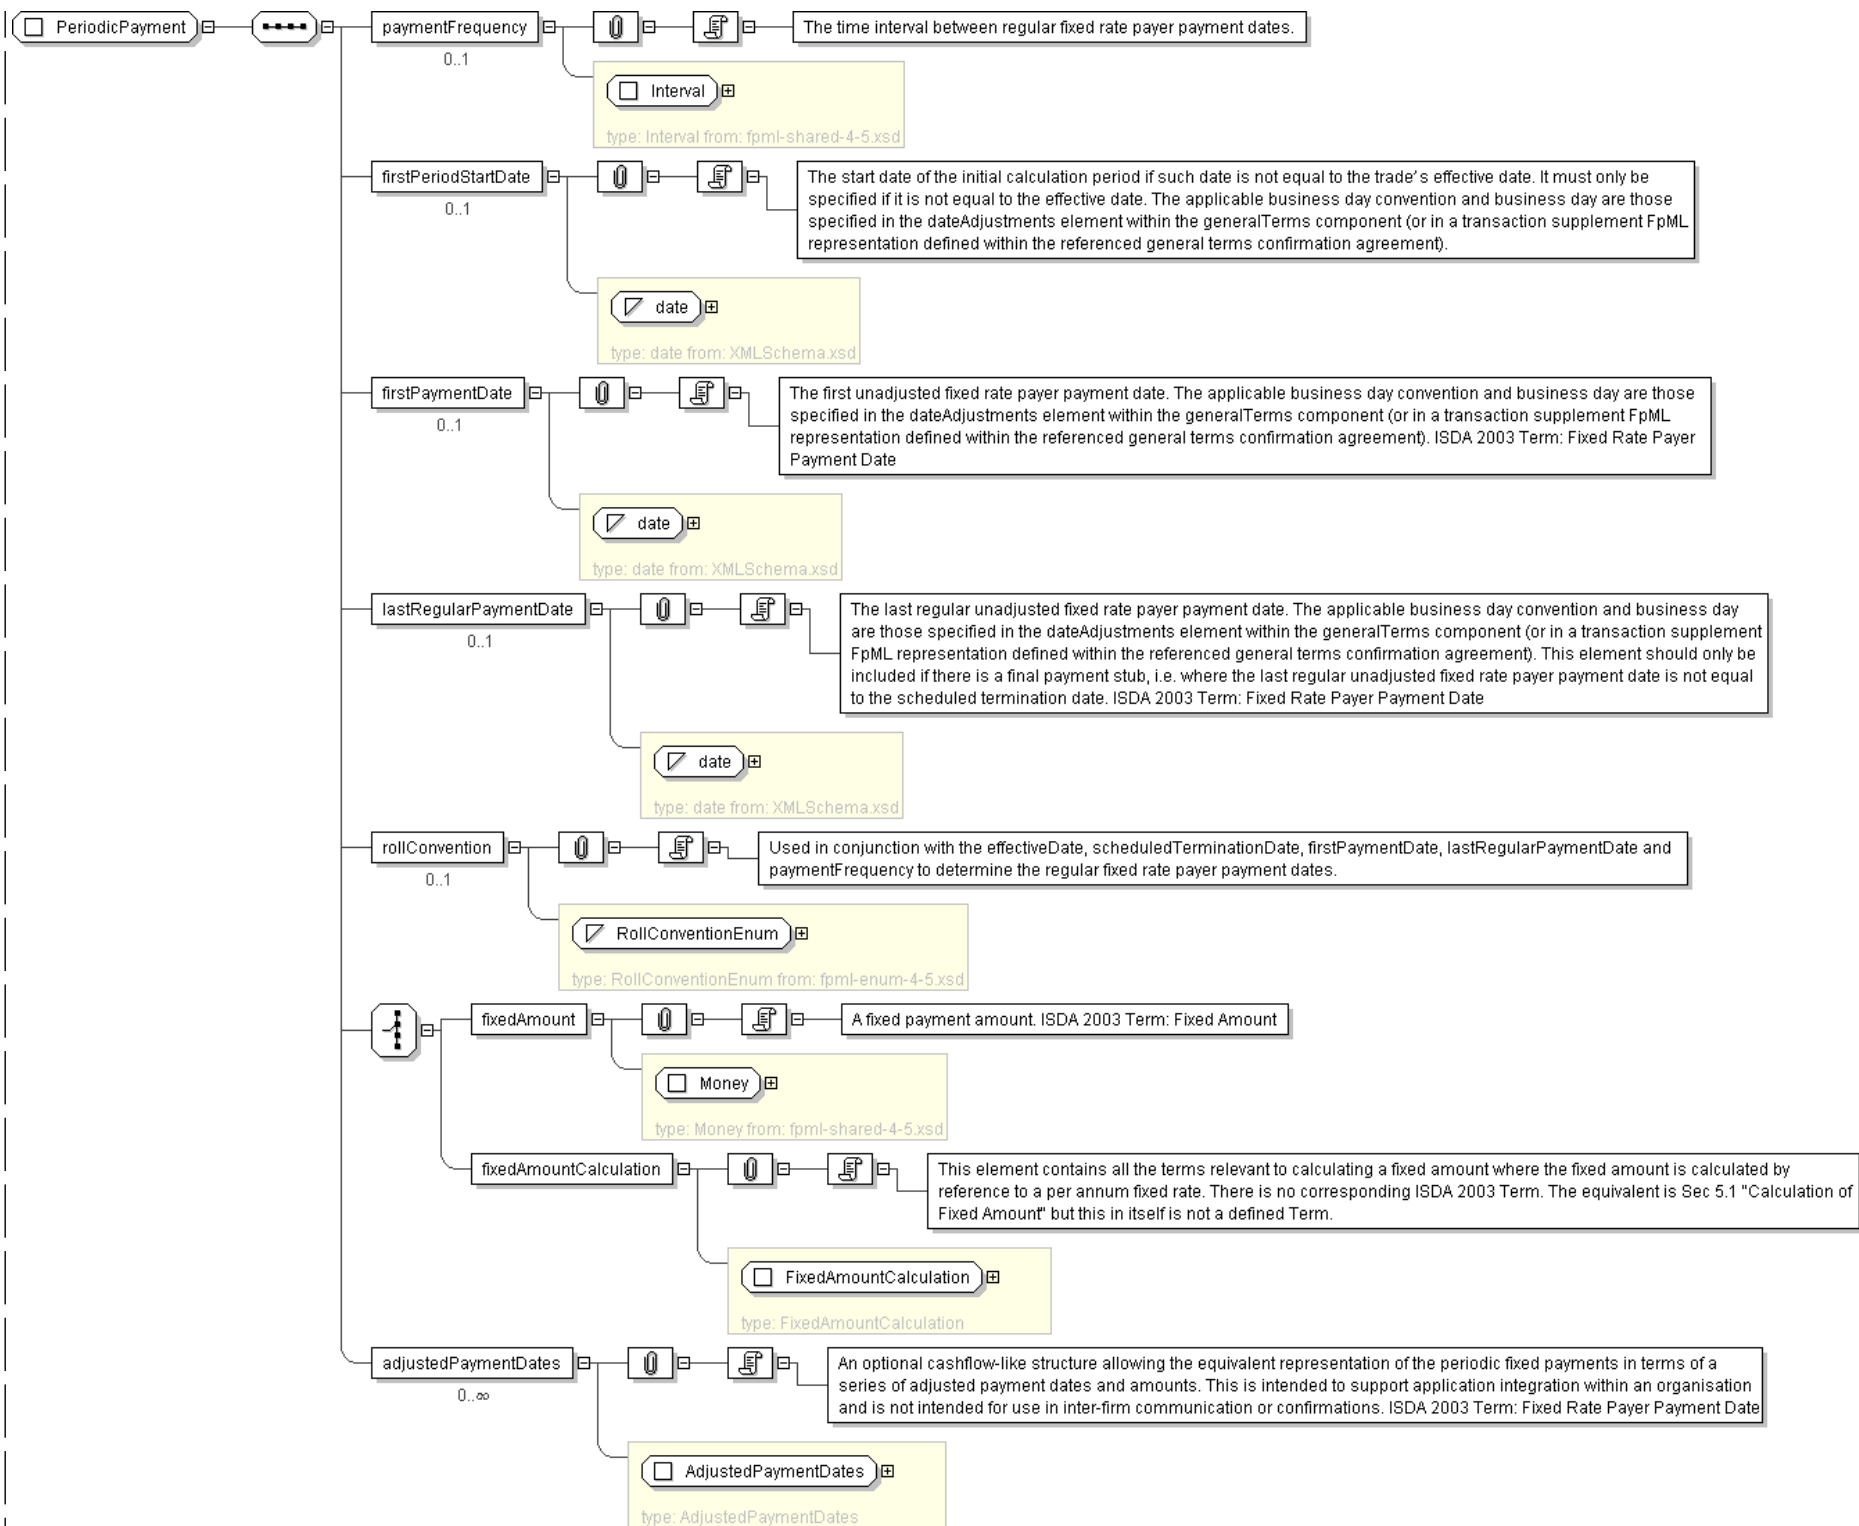 PeriodicPayment
paymentFrequency
The time interval between regular fixed rate payer payment dates.
0..1
Interval
type: Interval from: fpml-shared-4-5.xsd
firstPeriodStartDate
The start date of the initial calculation period if such date is not equal to the trade's effective date. It must only be
specified if it is not equal to the effective date. The applicable business day convention and business day are those
specified in the dateAdjustments element within the generalTerms component (or in a transaction supplement FpML
representation defined within the referenced general terms confirmation agreement).
0..1
date
type: date from: XMLSchema.xsd
firstPaymentDate
The first unadjusted fixed rate payer payment date. The applicable business day convention and business day are those
specified in the dateAdjustments element within the generalTerms component (or in a transaction supplement FpML
representation defined within the referenced general terms confirmation agreement). ISDA 2003 Term: Fixed Rate Payer
Payment Date
0..1
date
type: date from: XMLSchema.xsd
lastRegularPaymentDate
The last regular unadjusted fixed rate payer payment date. The applicable business day convention and business day
are those specified in the dateAdjustments element within the generalTerms component (or in a transaction supplement
FpML representation defined within the referenced general terms confirmation agreement). This element should only be
included if there is a final payment stub, i.e. where the last regular unadjusted fixed rate payer payment date is not equal
to the scheduled termination date. ISDA 2003 Term: Fixed Rate Payer Payment Date
0..1
date
type: date from: XMLSchema.xsd
rollConvention
Used in conjunction with the effectiveDate, scheduledTerminationDate, firstPaymentDate, lastRegularPaymentDate and
paymentFrequency to determine the regular fixed rate payer payment dates.
0..1
RollConventionEnum
type: RollConventionEnum from: fpml-enum-4-5.xsd
fixedAmount
A fixed payment amount. ISDA 2003 Term: Fixed Amount
Money
type: Money from: fpml-shared-4-5.xsd
fixedAmountCalculation
This element contains all the terms relevant to calculating a fixed amount where the fixed amount is calculated by
reference to a per annum fixed rate. There is no corresponding ISDA 2003 Term. The equivalent is Sec 5.1 "Calculation of
Fixed Amount" but this in itself is not a defined Term.
FixedAmountCalculation
type: FixedAmountCalculation
adjustedPaymentDates
An optional cashflow-like structure allowing the equivalent representation of the periodic fixed payments in terms of a
series of adjusted payment dates and amounts. This is intended to support application integration within an organisation
and is not intended for use in inter-firm communication or confirmations. ISDA 2003 Term: Fixed Rate Payer Payment Date
0..∞
AdjustedPaymentDates
type: AdjustedPaymentDates